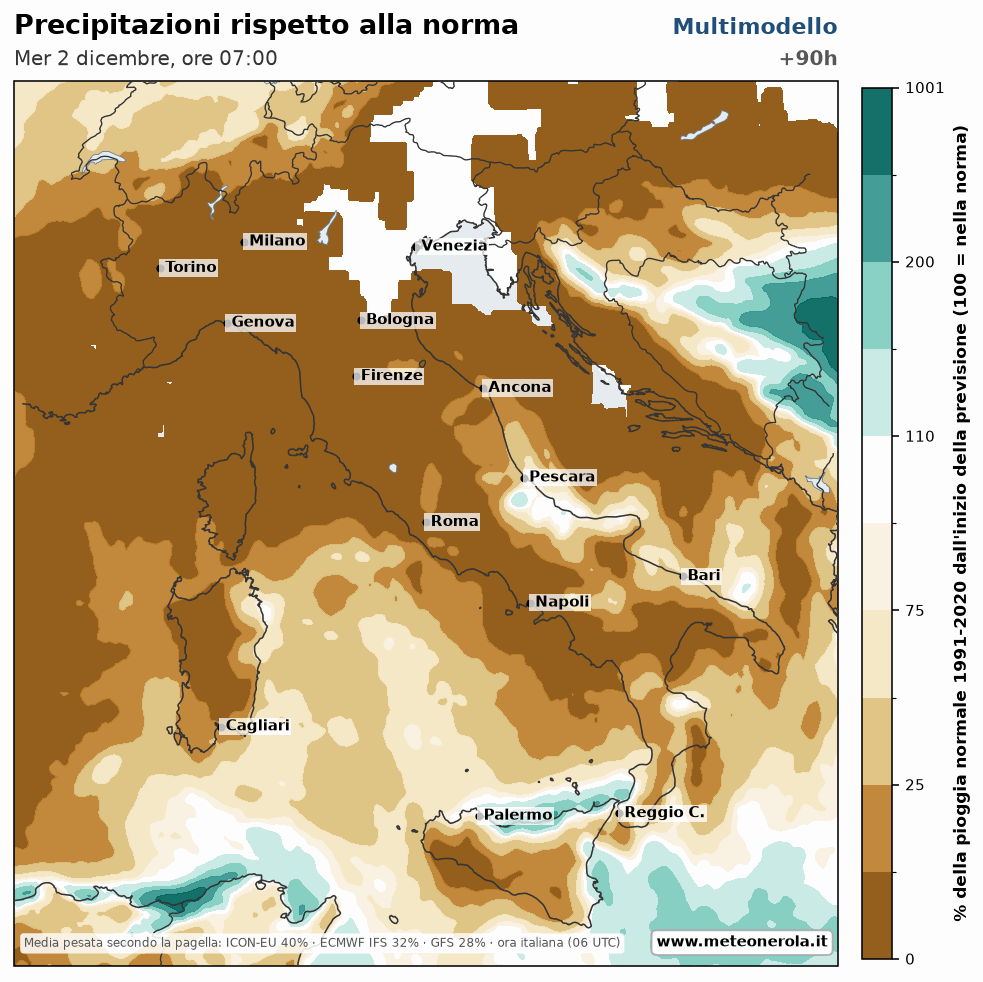 Precipitazioni rispetto alla norma
Multimodello
Mer 2 dicembre, ore 07:00
+90h
Milano
Venezia
Torino
Genova
Bologna
Firenze
Ancona
Pescara
Roma
Bari
Napoli
Cagliari
Palermo
Reggio C.
Media pesata secondo la pagella: ICON-EU 40% · ECMWF IFS 32% · GFS 28% · ora italiana (06 UTC)
www.meteonerola.it
1001
200
110
75
25
0
% della pioggia normale 1991-2020 dall'inizio della previsione (100 = nella norma)